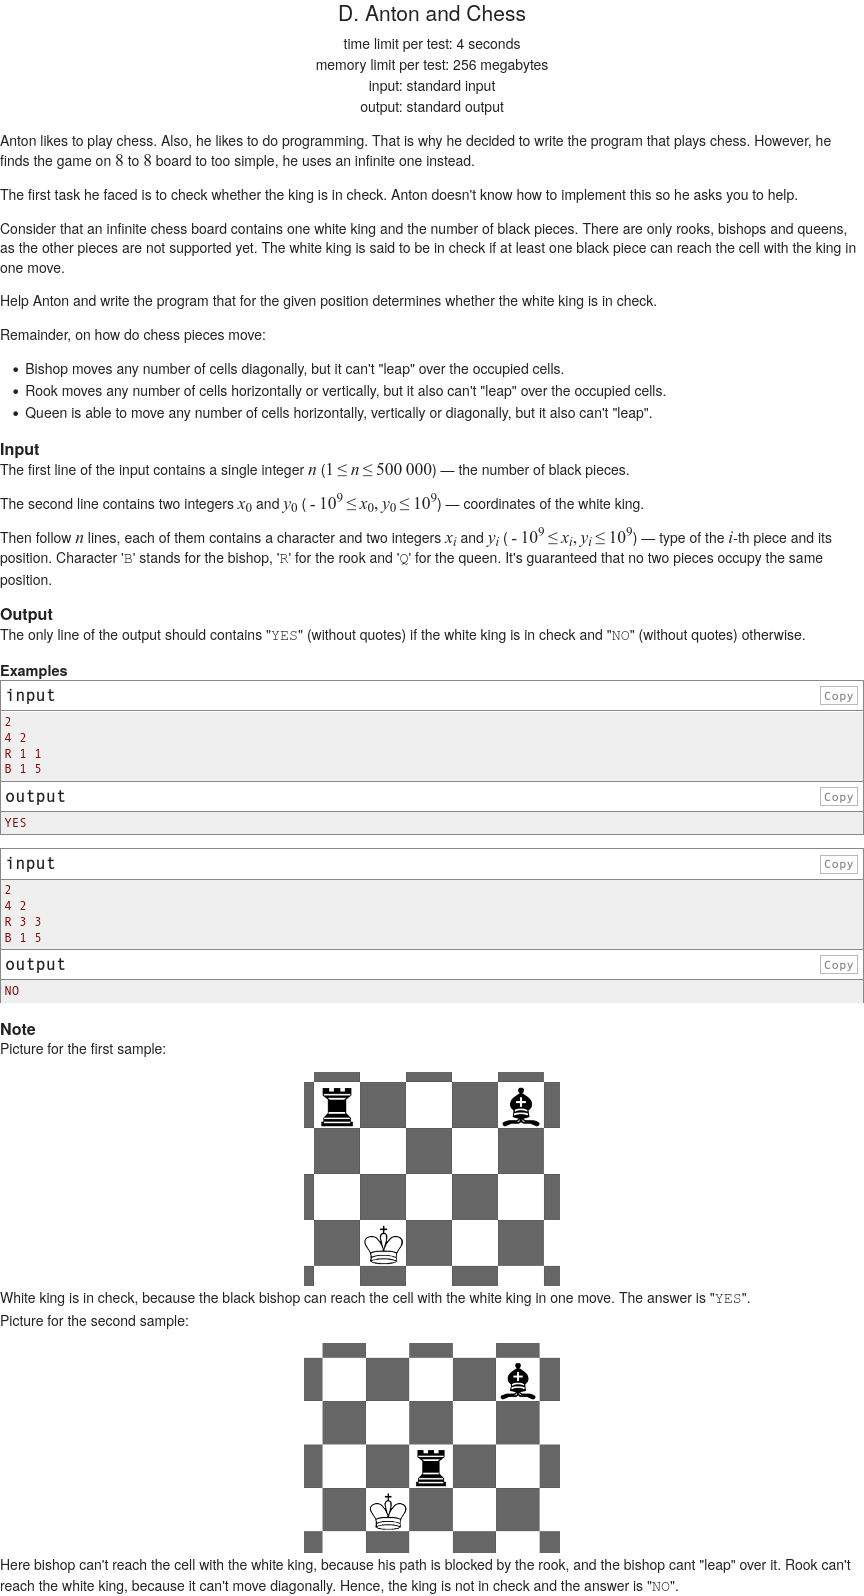 D. Anton and Chess
time limit per test: 4 seconds
memory limit per test: 256 megabytes
input: standard input
output: standard output
Anton likes to play chess. Also, he likes to do programming. That is why he decided to write the program that plays chess. However, he
finds the game on 8 to 8 board to too simple, he uses an infinite one instead.
The first task he faced is to check whether the king is in check. Anton doesn't know how to implement this so he asks you to help.
Consider that an infinite chess board contains one white king and the number of black pieces. There are only rooks, bishops and queens,
as the other pieces are not supported yet. The white king is said to be in check if at least one black piece can reach the cell with the king in
one move.
Help Anton and write the program that for the given position determines whether the white king is in check.
Remainder, on how do chess pieces move:
• Bishop moves any number of cells diagonally, but it can't "leap" over the occupied cells.
• Rook moves any number of cells horizontally or vertically, but it also can't "leap" over the occupied cells.
• Queen is able to move any number of cells horizontally, vertically or diagonally, but it also can't "leap".
Input
The first line of the input contains a single integer n (1 ≤ n ≤ 500 000) — the number of black pieces.
The second line contains two integers x₀ and y₀ ( - 10⁹ ≤ x₀, y₀ ≤ 10⁹) — coordinates of the white king.
Then follow n lines, each of them contains a character and two integers xᵢ and yᵢ ( - 10⁹ ≤ xᵢ, yᵢ ≤ 10⁹) — type of the i-th piece and its
position. Character 'B' stands for the bishop, 'R' for the rook and 'Q' for the queen. It's guaranteed that no two pieces occupy the same
position.
Output
The only line of the output should contains "YES" (without quotes) if the white king is in check and "NO" (without quotes) otherwise.
Examples
input Copy
2
4 2
R 1 1
B 1 5
output Copy
YES
input Copy
2
4 2
R 3 3
B 1 5
output Copy
NO
Note
Picture for the first sample:
White king is in check, because the black bishop can reach the cell with the white king in one move. The answer is "YES".
Picture for the second sample:
Here bishop can't reach the cell with the white king, because his path is blocked by the rook, and the bishop cant "leap" over it. Rook can't
reach the white king, because it can't move diagonally. Hence, the king is not in check and the answer is "NO".